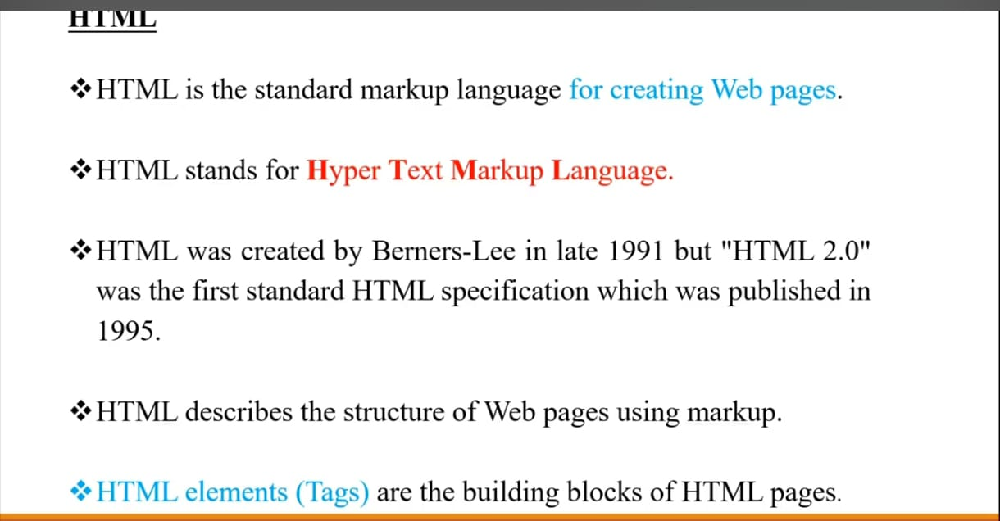 HTML
❖HTML is the standard markup language for creating Web pages.
❖HTML stands for Hyper Text Markup Language.
❖HTML was created by Berners-Lee in late 1991 but "HTML 2.0"
was the first standard HTML specification which was published in
1995.
❖HTML describes the structure of Web pages using markup.
❖HTML elements (Tags) are the building blocks of HTML pages.